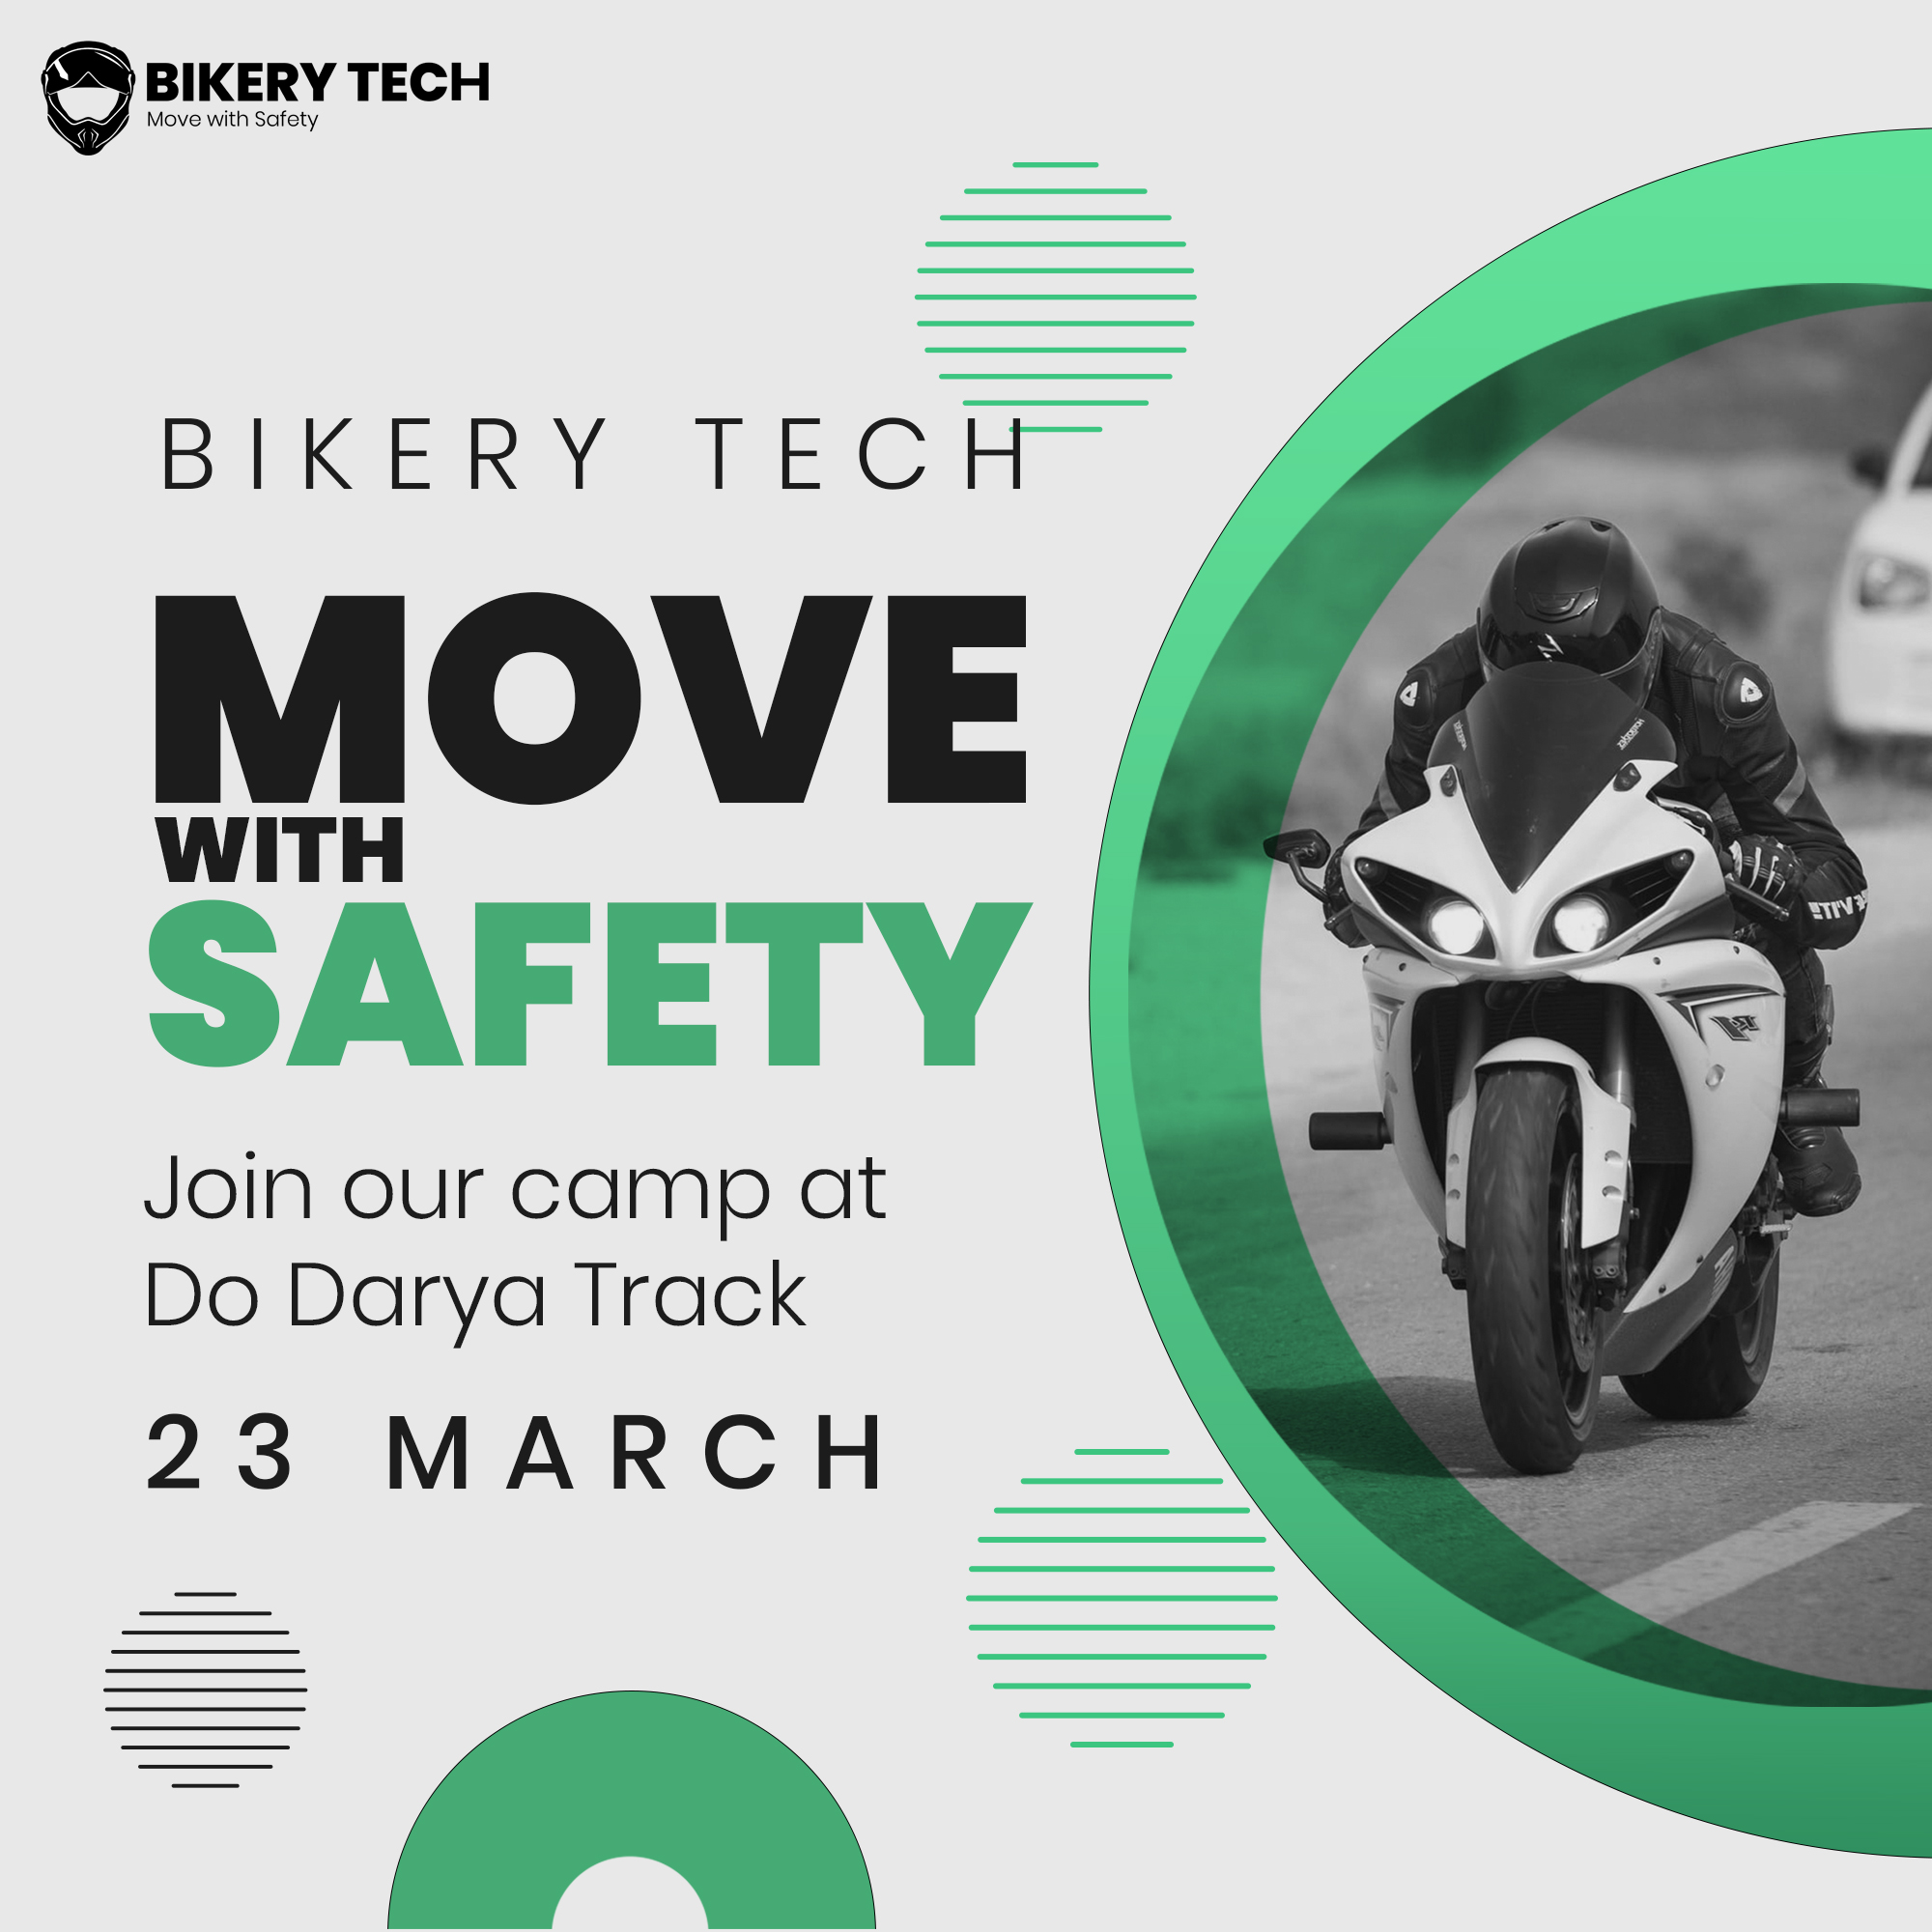 BIKERY TECH
Move with Safety
BIKERY TECH
MOVE
WITH
SAFETY
Join our camp at
Do Darya Track
23 MARCH